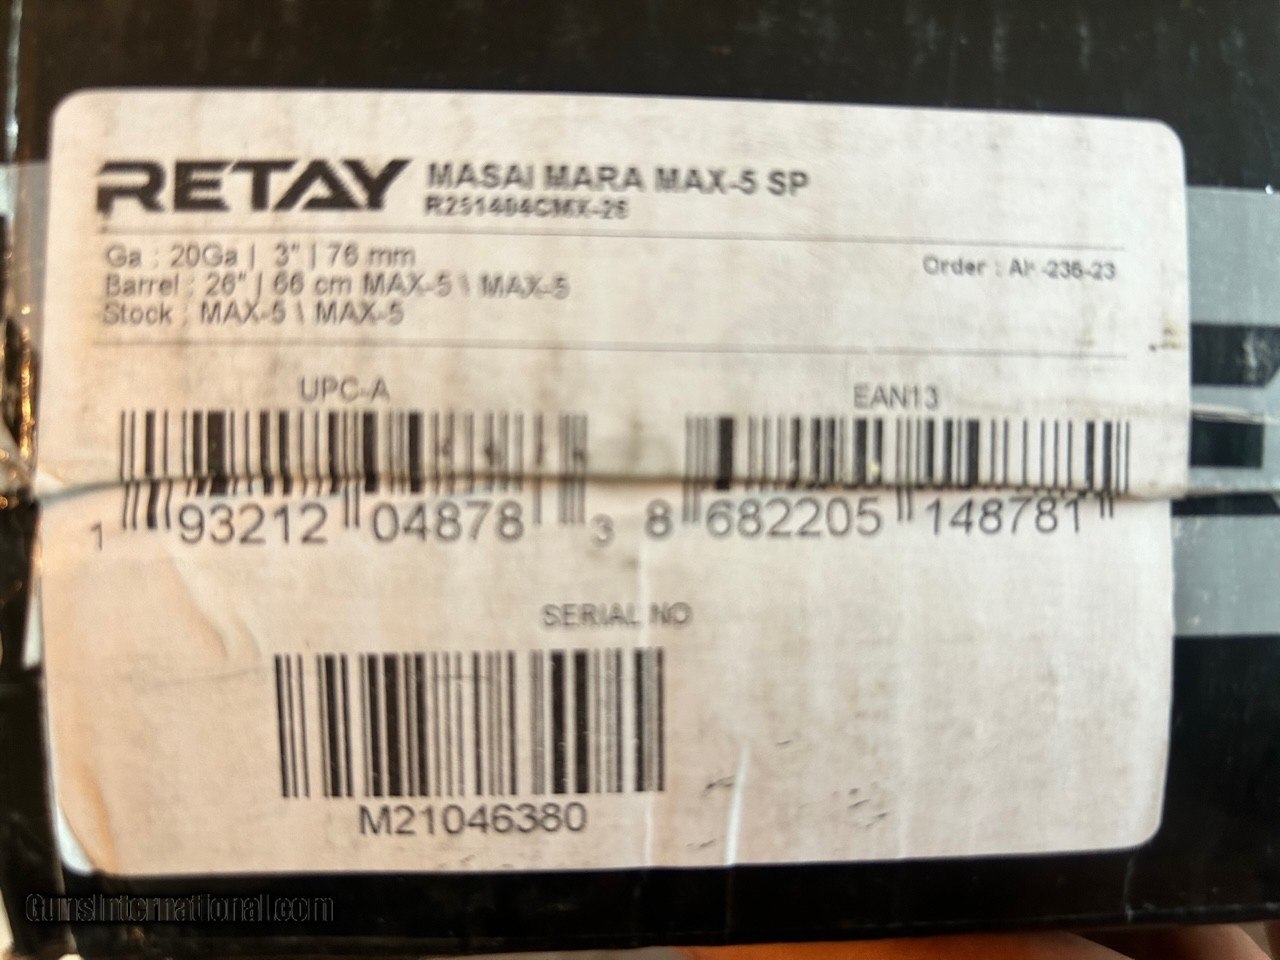 RETAY MASAI MARA MAX-5 SP
R251404CMX-26
Ga : 20Ga | 3" | 76 mm
Barrel : 26" | 66 cm MAX-5 \ MAX-5
Order : -236-23
Stock : MAX-5 \ MAX-5
UPC-A EAN13
1 93212 04878 3 8 682205 148781
SERIAL NO
M21046380
GunsInternational.com